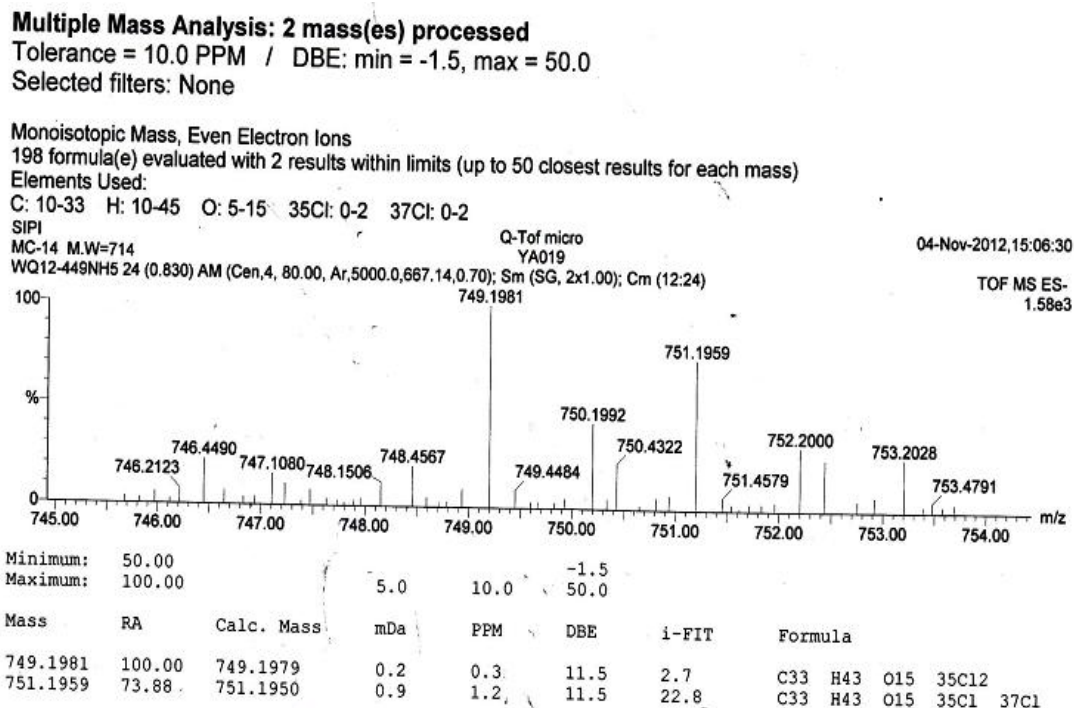 Multiple Mass Analysis: 2 mass(es) processed
Tolerance = 10.0 PPM / DBE: min = -1.5, max = 50.0
Selected filters: None
Monoisotopic Mass, Even Electron Ions
198 formula(e) evaluated with 2 results within limits (up to 50 closest results for each mass)
Elements Used:
C: 10-33 H: 10-45 O: 5-15 35Cl: 0-2 37Cl: 0-2
SIPI
MC-14 M.W=714
Q-Tof micro
YA019
04-Nov-2012,15:06:30
WQ12-449NH5 24 (0.830) AM (Cen,4, 80.00, Ar,5000.0,667.14,0.70); Sm (SG, 2x1.00); Cm (12:24)
TOF MS ES-
1.58e3
100
749.1981
751.1959
%
750.1992
746.2123
746.4490
747.1080
748.1506
748.4567
749.4484
750.4322
751.4579
752.2000
753.2028
753.4791
0
745.00 746.00 747.00 748.00 749.00 750.00 751.00 752.00 753.00 754.00 m/z
Minimum: 50.00 -1.5
Maximum: 100.00 5.0 10.0 50.0
Mass RA Calc. Mass mDa PPM DBE i-FIT Formula
749.1981 100.00 749.1979 0.2 0.3 11.5 2.7 C33 H43 O15 35Cl2
751.1959 73.88 751.1950 0.9 1.2 11.5 22.8 C33 H43 O15 35Cl 37Cl